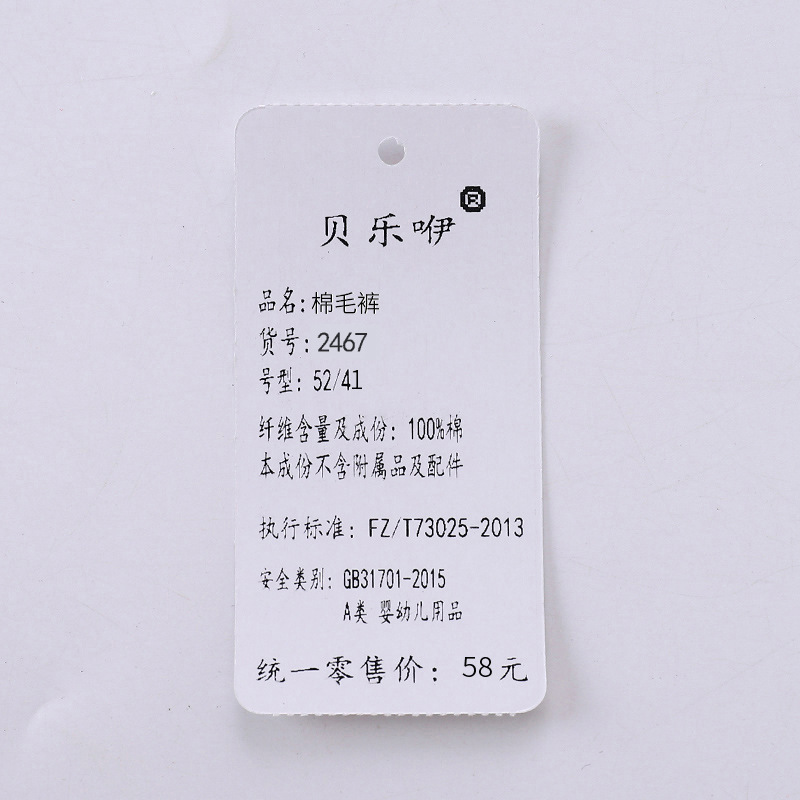 贝乐咿®
品名:棉毛裤
货号:2467
号型:52/41
纤维含量及成份:100%棉
本成份不含附属品及配件
执行标准:FZ/T73025-2013
安全类别:GB31701-2015
A类 婴幼儿用品
统一零售价:58元